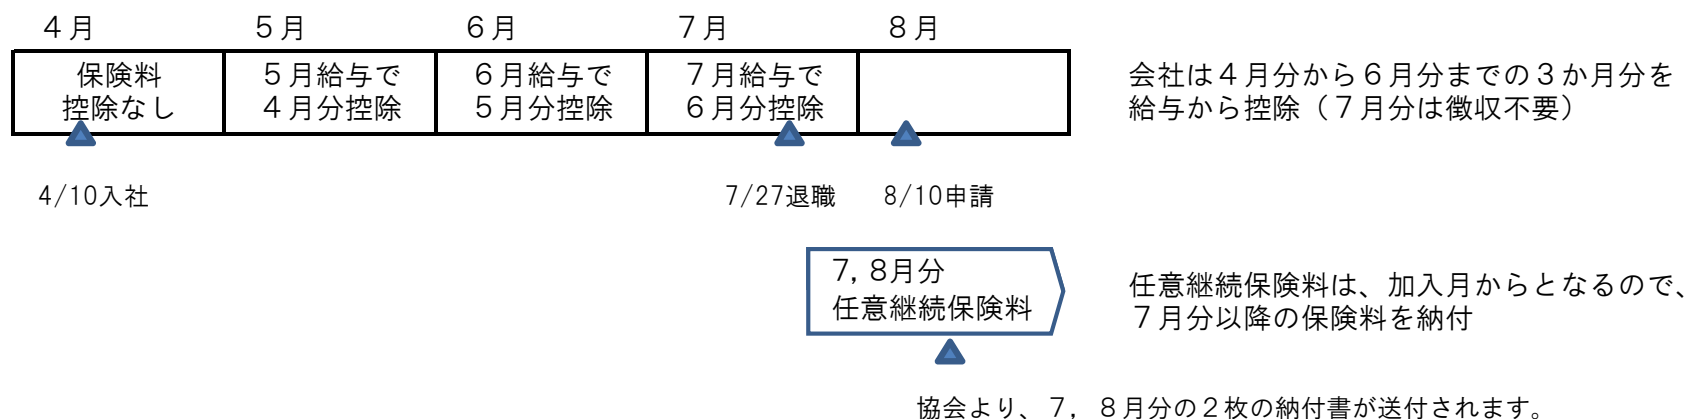 ４月 ５月 ６月 ７月 ８月
保険料 ５月給与で ６月給与で ７月給与で
控除なし ４月分控除 ５月分控除 ６月分控除
会社は４月分から６月分までの３か月分を
給与から控除（７月分は徴収不要）
4/10入社 7/27退職 8/10申請
7, 8月分
任意継続保険料
任意継続保険料は、加入月からとなるので、
７月分以降の保険料を納付
協会より、７，８月分の２枚の納付書が送付されます。